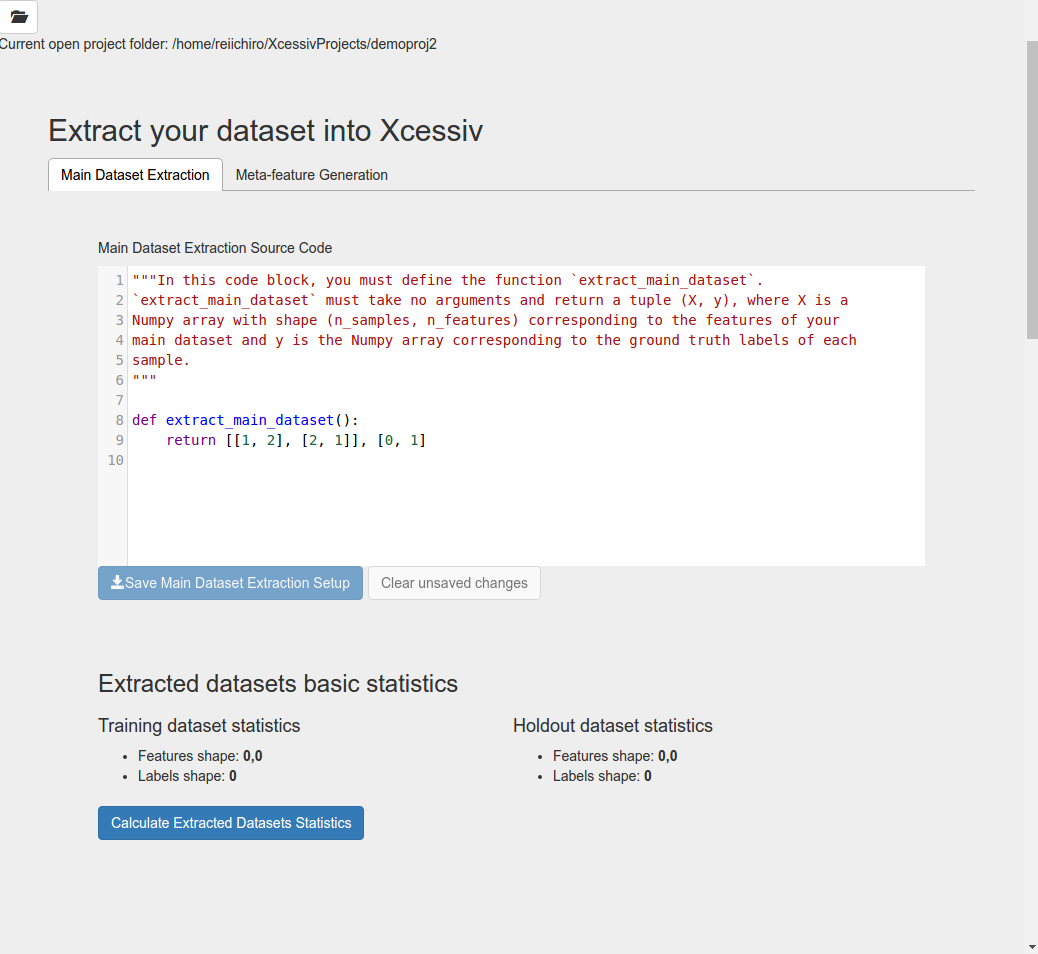 Current open project folder: /home/reiichiro/XcessivProjects/demoproj2
Extract your dataset into Xcessiv
Main Dataset Extraction Meta-feature Generation
Main Dataset Extraction Source Code
1 """In this code block, you must define the function `extract_main_dataset`.
2 `extract_main_dataset` must take no arguments and return a tuple (X, y), where X is a
3 Numpy array with shape (n_samples, n_features) corresponding to the features of your
4 main dataset and y is the Numpy array corresponding to the ground truth labels of each
5 sample.
6 """
7
8 def extract_main_dataset():
9     return [[1, 2], [2, 1]], [0, 1]
10
Save Main Dataset Extraction Setup Clear unsaved changes
Extracted datasets basic statistics
Training dataset statistics Holdout dataset statistics
• Features shape: 0,0 • Features shape: 0,0
• Labels shape: 0 • Labels shape: 0
Calculate Extracted Datasets Statistics